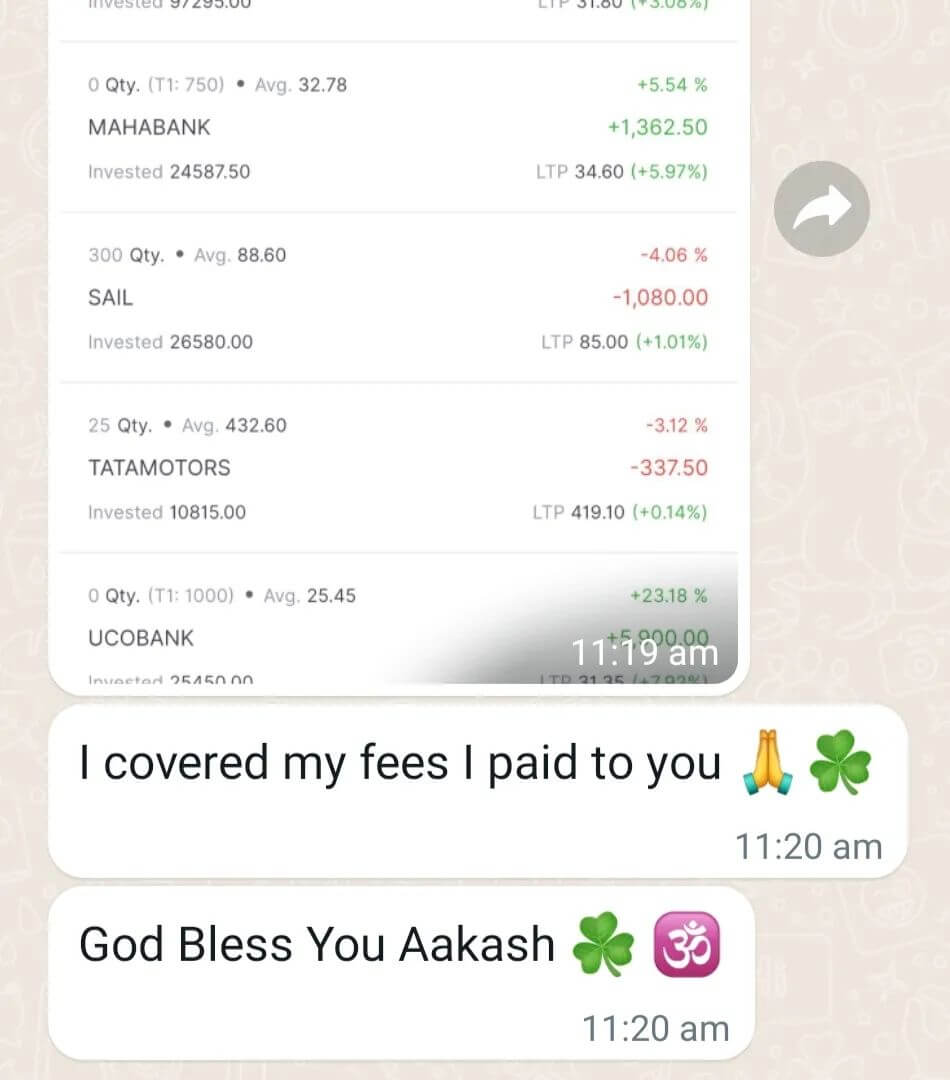 Invested 97295.00 LTP 31.80 (+3.08%)
0 Qty. (T1: 750) • Avg. 32.78 +5.54 %
MAHABANK +1,362.50
Invested 24587.50 LTP 34.60 (+5.97%)
300 Qty. • Avg. 88.60 -4.06 %
SAIL -1,080.00
Invested 26580.00 LTP 85.00 (+1.01%)
25 Qty. • Avg. 432.60 -3.12 %
TATAMOTORS -337.50
Invested 10815.00 LTP 419.10 (+0.14%)
0 Qty. (T1: 1000) • Avg. 25.45 +23.18 %
UCOBANK +5,900.00
11:19 am
Invested 25450.00 LTP 31.35 (+7.92%)
I covered my fees I paid to you 🙏☘️
11:20 am
God Bless You Aakash ☘️🕉️
11:20 am